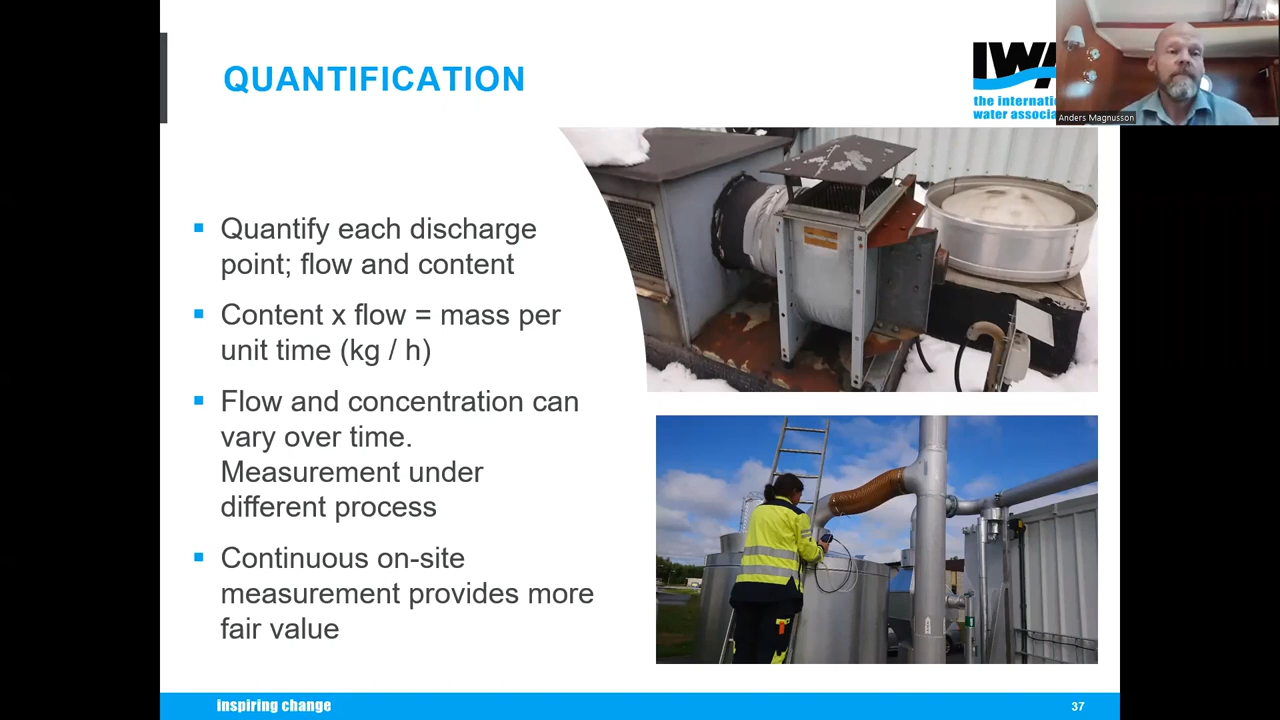 QUANTIFICATION
IWA
the internati
water associa
Anders Magnusson
Quantify each discharge
point; flow and content
Content x flow = mass per
unit time (kg / h)
Flow and concentration can
vary over time.
Measurement under
different process
Continuous on-site
measurement provides more
fair value
inspiring change
37